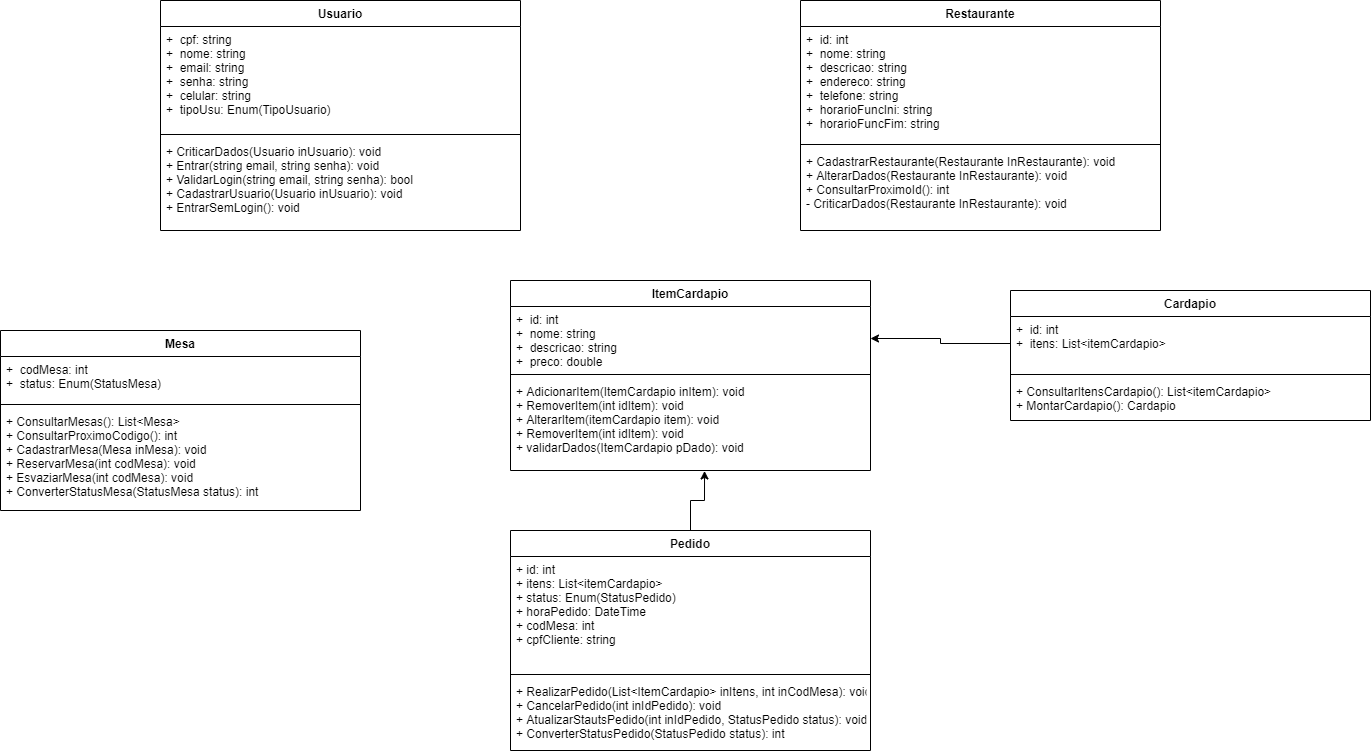 Usuario
+ cpf: string
+ nome: string
+ email: string
+ senha: string
+ celular: string
+ tipoUsu: Enum(TipoUsuario)
+ CriticarDados(Usuario inUsuario): void
+ Entrar(string email, string senha): void
+ ValidarLogin(string email, string senha): bool
+ CadastrarUsuario(Usuario inUsuario): void
+ EntrarSemLogin(): void
Restaurante
+ id: int
+ nome: string
+ descricao: string
+ endereco: string
+ telefone: string
+ horarioFuncIni: string
+ horarioFuncFim: string
+ CadastrarRestaurante(Restaurante InRestaurante): void
+ AlterarDados(Restaurante InRestaurante): void
+ ConsultarProximoId(): int
- CriticarDados(Restaurante InRestaurante): void
Mesa
+ codMesa: int
+ status: Enum(StatusMesa)
+ ConsultarMesas(): List<Mesa>
+ ConsultarProximoCodigo(): int
+ CadastrarMesa(Mesa inMesa): void
+ ReservarMesa(int codMesa): void
+ EsvaziarMesa(int codMesa): void
+ ConverterStatusMesa(StatusMesa status): int
ItemCardapio
+ id: int
+ nome: string
+ descricao: string
+ preco: double
+ AdicionarItem(ItemCardapio inItem): void
+ RemoverItem(int idItem): void
+ AlterarItem(itemCardapio item): void
+ RemoverItem(int idItem): void
+ validarDados(ItemCardapio pDado): void
Cardapio
+ id: int
+ itens: List<itemCardapio>
+ ConsultarItensCardapio(): List<itemCardapio>
+ MontarCardapio(): Cardapio
Pedido
+ id: int
+ itens: List<itemCardapio>
+ status: Enum(StatusPedido)
+ horaPedido: DateTime
+ codMesa: int
+ cpfCliente: string
+ RealizarPedido(List<ItemCardapio> inItens, int inCodMesa): void
+ CancelarPedido(int inIdPedido): void
+ AtualizarStautsPedido(int inIdPedido, StatusPedido status): void
+ ConverterStatusPedido(StatusPedido status): int